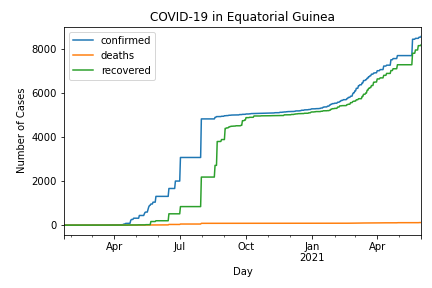 COVID-19 in Equatorial Guinea
confirmed
deaths
recovered
Number of Cases
8000
6000
4000
2000
0
Apr Jul Oct Jan Apr
2021
Day